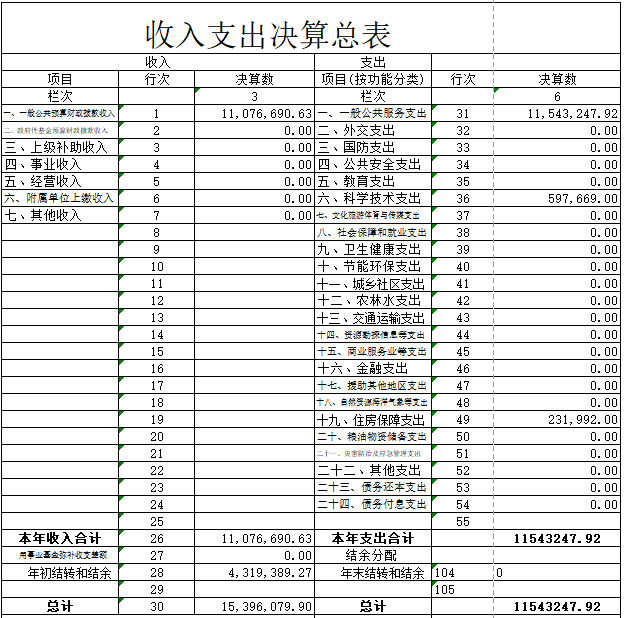 收入支出决算总表
收入 支出
项目 行次 决算数 项目(按功能分类) 行次 决算数
栏次 3 栏次 6
一、一般公共预算财政拨款收入 1 11,076,690.63 一、一般公共服务支出 31 11,543,247.92
二、政府性基金预算财政拨款收入 2 0.00 二、外交支出 32 0.00
三、上级补助收入 3 0.00 三、国防支出 33 0.00
四、事业收入 4 0.00 四、公共安全支出 34 0.00
五、经营收入 5 0.00 五、教育支出 35 0.00
六、附属单位上缴收入 6 0.00 六、科学技术支出 36 597,669.00
七、其他收入 7 0.00 七、文化旅游体育与传媒支出 37 0.00
8 八、社会保障和就业支出 38 0.00
9 九、卫生健康支出 39 0.00
10 十、节能环保支出 40 0.00
11 十一、城乡社区支出 41 0.00
12 十二、农林水支出 42 0.00
13 十三、交通运输支出 43 0.00
14 十四、资源勘探信息等支出 44 0.00
15 十五、商业服务业等支出 45 0.00
16 十六、金融支出 46 0.00
17 十七、援助其他地区支出 47 0.00
18 十八、自然资源海洋气象等支出 48 0.00
19 十九、住房保障支出 49 231,992.00
20 二十、粮油物资储备支出 50 0.00
21 二十一、灾害防治及应急管理支出 51 0.00
22 二十二、其他支出 52 0.00
23 二十三、债务还本支出 53 0.00
24 二十四、债务付息支出 54 0.00
25 55
本年收入合计 26 11,076,690.63 本年支出合计 11543247.92
用事业基金弥补收支差额 27 0.00 结余分配
年初结转和结余 28 4,319,389.27 年末结转和结余 104 0
29 105
总计 30 15,396,079.90 总计 11543247.92